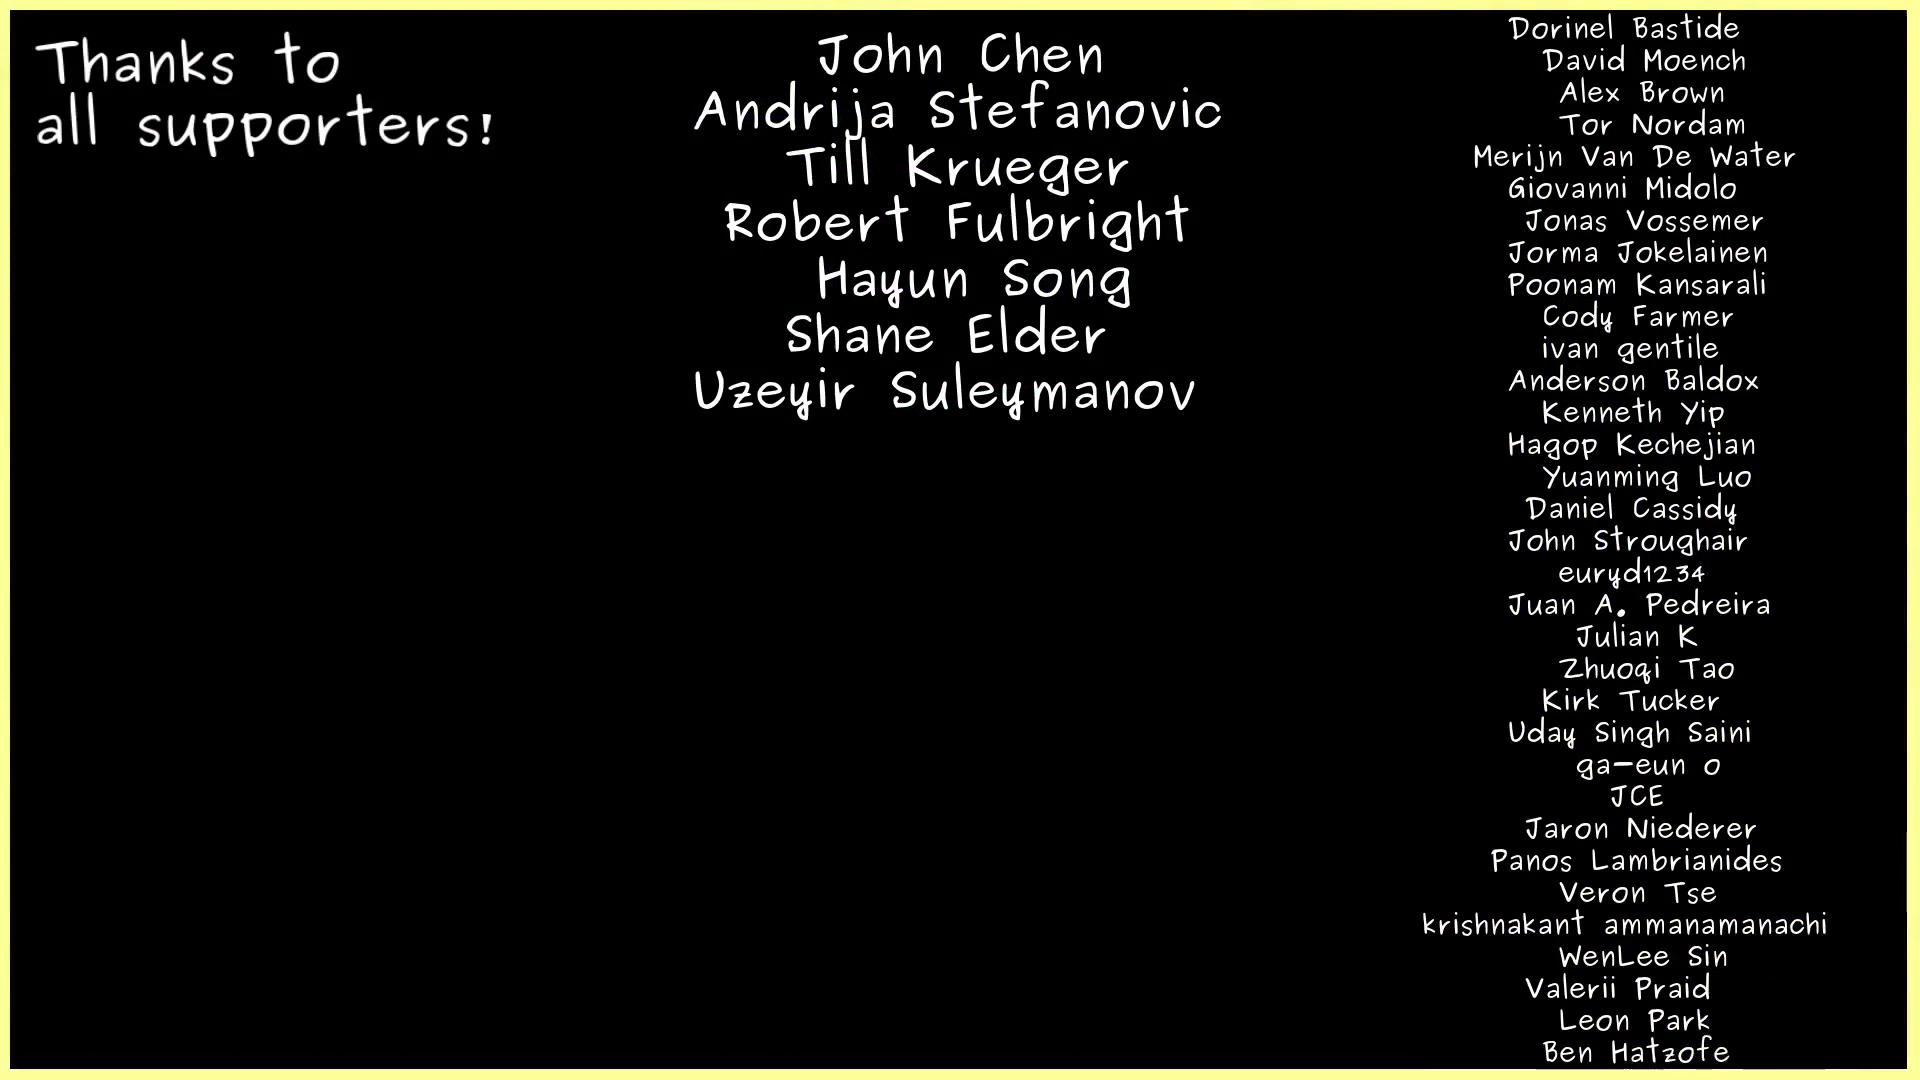 Thanks to
all supporters!
John Chen
Andrija Stefanovic
Till Krueger
Robert Fulbright
Hayun Song
Shane Elder
Uzeyir Suleymanov
Dorinel Bastide
David Moench
Alex Brown
Tor Nordam
Merijn Van De Water
Giovanni Midolo
Jonas Vossemer
Jorma Jokelainen
Poonam Kansarali
Cody Farmer
ivan gentile
Anderson Baldox
Kenneth Yip
Hagop Kechejian
Yuanming Luo
Daniel Cassidy
John Stroughair
euryd1234
Juan A. Pedreira
Julian K
Zhuoqi Tao
Kirk Tucker
Uday Singh Saini
ga-eun o
JCE
Jaron Niederer
Panos Lambrianides
Veron Tse
krishnakant ammanamanachi
WenLee Sin
Valerii Praid
Leon Park
Ben Hatzofe